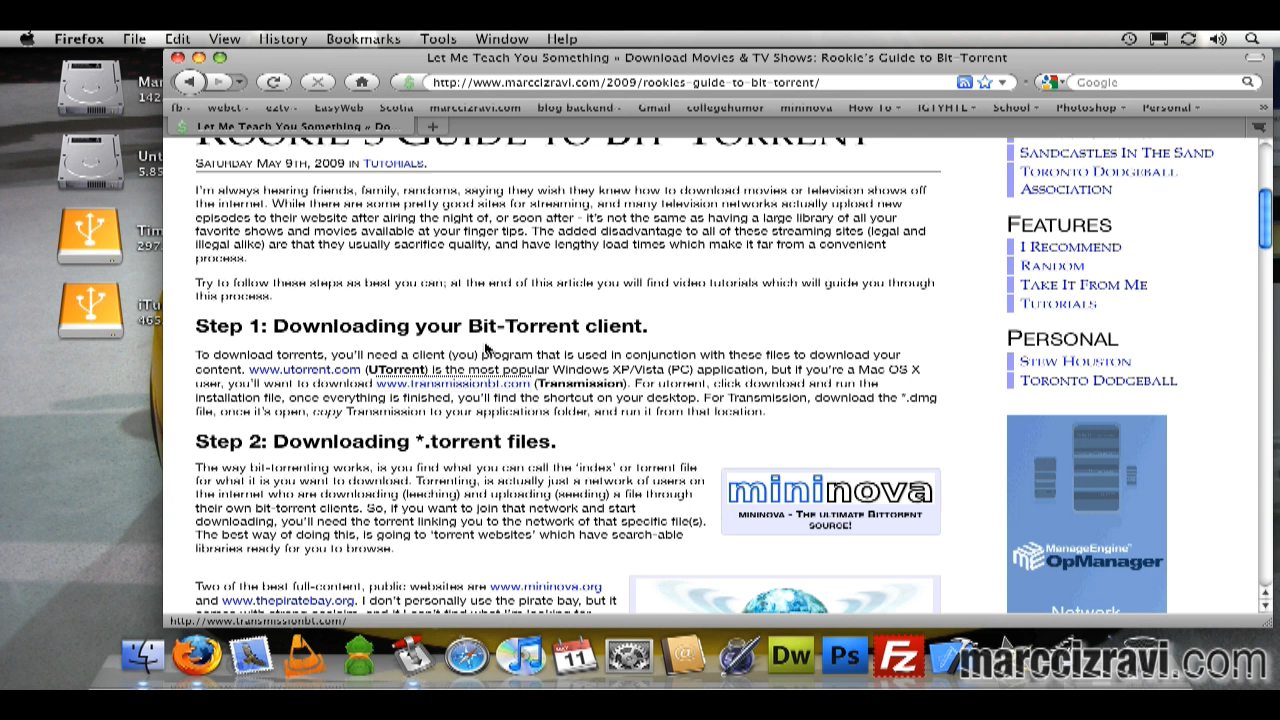 Firefox File Edit View History Bookmarks Tools Window Help
Let Me Teach You Something » Download Movies & TV Shows: Rookie's Guide to Bit-Torrent
http://www.marccizravi.com/2009/rookies-guide-to-bit-torrent/
Google
fb webct eztv EasyWeb Scotia marccizravi.com blog backend Gmail collegehumor mininova How To IGTYHTL School Photoshop Personal
Let Me Teach You Something » Do...
Mar
142.
Unt
5.85
Tim
297.
iTu
465.
Rookie's Guide to Bit-Torrent
Saturday May 9th, 2009 in Tutorials.
I'm always hearing friends, family, randoms, saying they wish they knew how to download movies or television shows off
the internet. While there are some pretty good sites for streaming, and many television networks actually upload new
episodes to their website after airing the night of, or soon after - it's not the same as having a large library of all your
favorite shows and movies available at your finger tips. The added disadvantage to all of these streaming sites (legal and
illegal alike) are that they usually sacrifice quality, and have lengthy load times which make it far from a convenient
process.
Try to follow these steps as best you can; at the end of this article you will find video tutorials which will guide you through
this process.
Step 1: Downloading your Bit-Torrent client.
To download torrents, you'll need a client (you) program that is used in conjunction with these files to download your
content. www.utorrent.com (UTorrent) is the most popular Windows XP/Vista (PC) application, but if you're a Mac OS X
user, you'll want to download www.transmissionbt.com (Transmission). For utorrent, click download and run the
installation file, once everything is finished, you'll find the shortcut on your desktop. For Transmission, download the *.dmg
file, once it's open, copy Transmission to your applications folder, and run it from that location.
Step 2: Downloading *.torrent files.
The way bit-torrenting works, is you find what you can call the 'index' or torrent file
for what it is you want to download. Torrenting, is actually just a network of users on
the internet who are downloading (leeching) and uploading (seeding) a file through
their own bit-torrent clients. So, if you want to join that network and start
downloading, you'll need the torrent linking you to the network of that specific file(s).
The best way of doing this, is going to 'torrent websites' which have search-able
libraries ready for you to browse.
mininova
mininova - The ultimate Bittorent
source!
Two of the best full-content, public websites are www.mininova.org
and www.thepiratebay.org. I don't personally use the pirate bay, but it
Sandcastles In The Sand
Toronto Dodgeball
Association
Features
I Recommend
Random
Take It From Me
Tutorials
Personal
Stew Houston
Toronto Dodgeball
ManageEngine
OpManager
Network
http://www.transmissionbt.com/
MAY
11
Dw
Ps
Fz
marccizravi.com